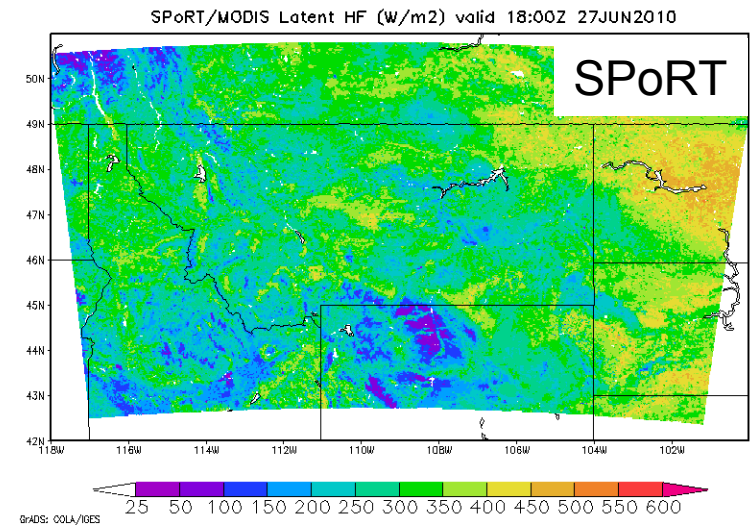 SPoRT/MODIS Latent HF (W/m2) valid 18:00Z 27JUN2010
SPoRT
50N
49N
48N
47N
46N
45N
44N
43N
42N
118W 116W 114W 112W 110W 108W 106W 104W 102W
25 50 100 150 200 250 300 350 400 450 500 550 600
GrADS: COLA/IGES